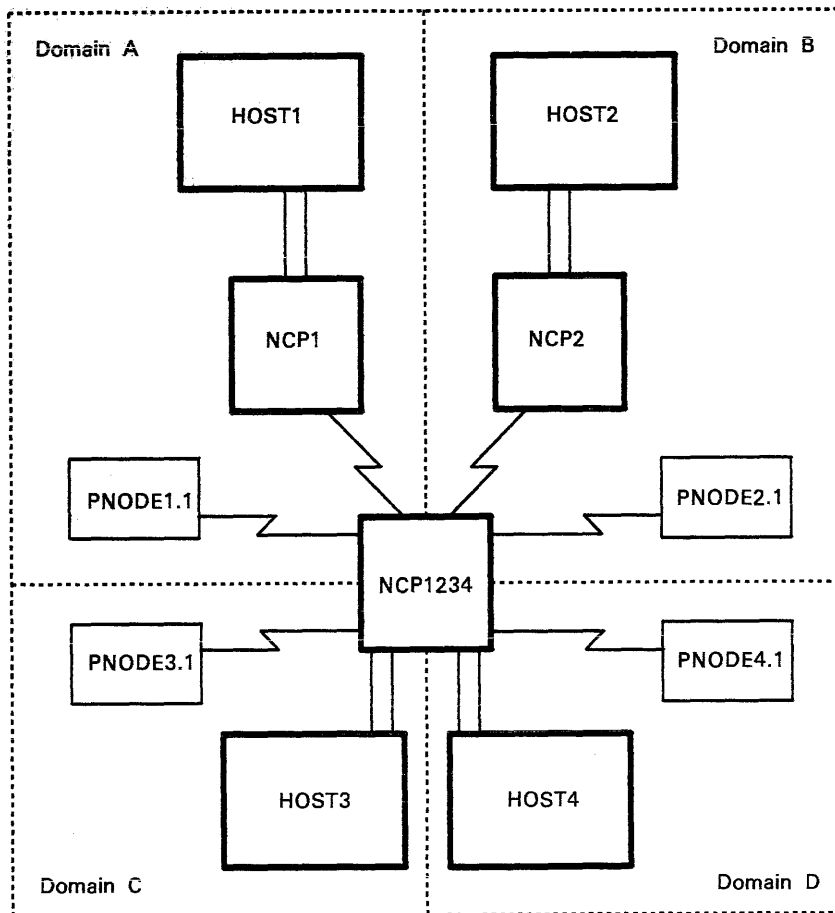 Domain A
Domain B
HOST1
HOST2
NCP1
NCP2
PNODE1.1
PNODE2.1
NCP1234
PNODE3.1
PNODE4.1
HOST3
HOST4
Domain C
Domain D